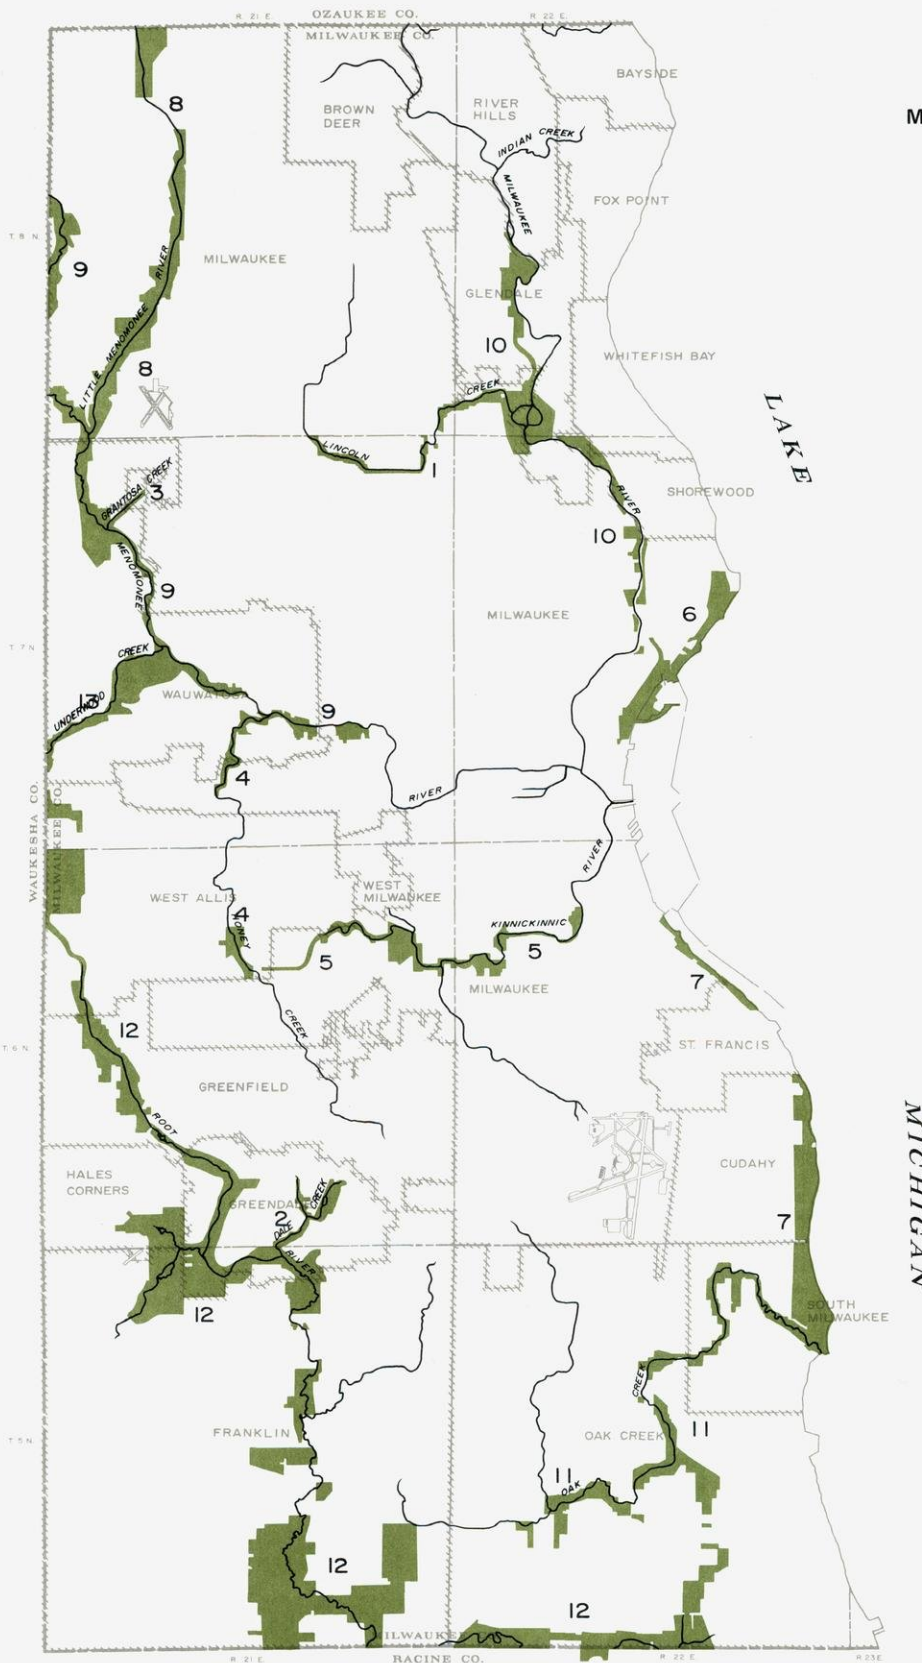 R. 21 E.
OZAUKEE CO.
R. 22 E.
MILWAUKEE CO.
BAYSIDE
8
BROWN
DEER
RIVER
HILLS
M
INDIAN CREEK
MILWAUKEE
FOX POINT
T. 8 N.
9
MILWAUKEE
LITTLE MENOMONEE RIVER
GLENDALE
10
WHITEFISH BAY
8
CREEK
LAKE
LINCOLN
1
GRANTOSA CREEK
3
RIVER
SHOREWOOD
10
MENOMONEE
9
MILWAUKEE
6
T. 7 N.
CREEK
UNDERWOOD
13
WAUWATOSA
9
4
RIVER
WAUKESHA CO.
MILWAUKEE CO.
RIVER
WEST ALLIS
WEST
MILWAUKEE
4
HONEY
KINNICKINNIC
5
5
7
MILWAUKEE
12
CREEK
ST. FRANCIS
T. 6 N.
GREENFIELD
ROOT
MICHIGAN
HALES
CORNERS
CUDAHY
GREENDALE
2
DALE CREEK
7
RIVER
12
SOUTH
MILWAUKEE
CREEK
FRANKLIN
OAK CREEK
11
T. 5 N.
11
OAK
12
12
MILWAUKEE CO.
R. 21 E.
RACINE CO.
R. 22 E.
R. 23 E.